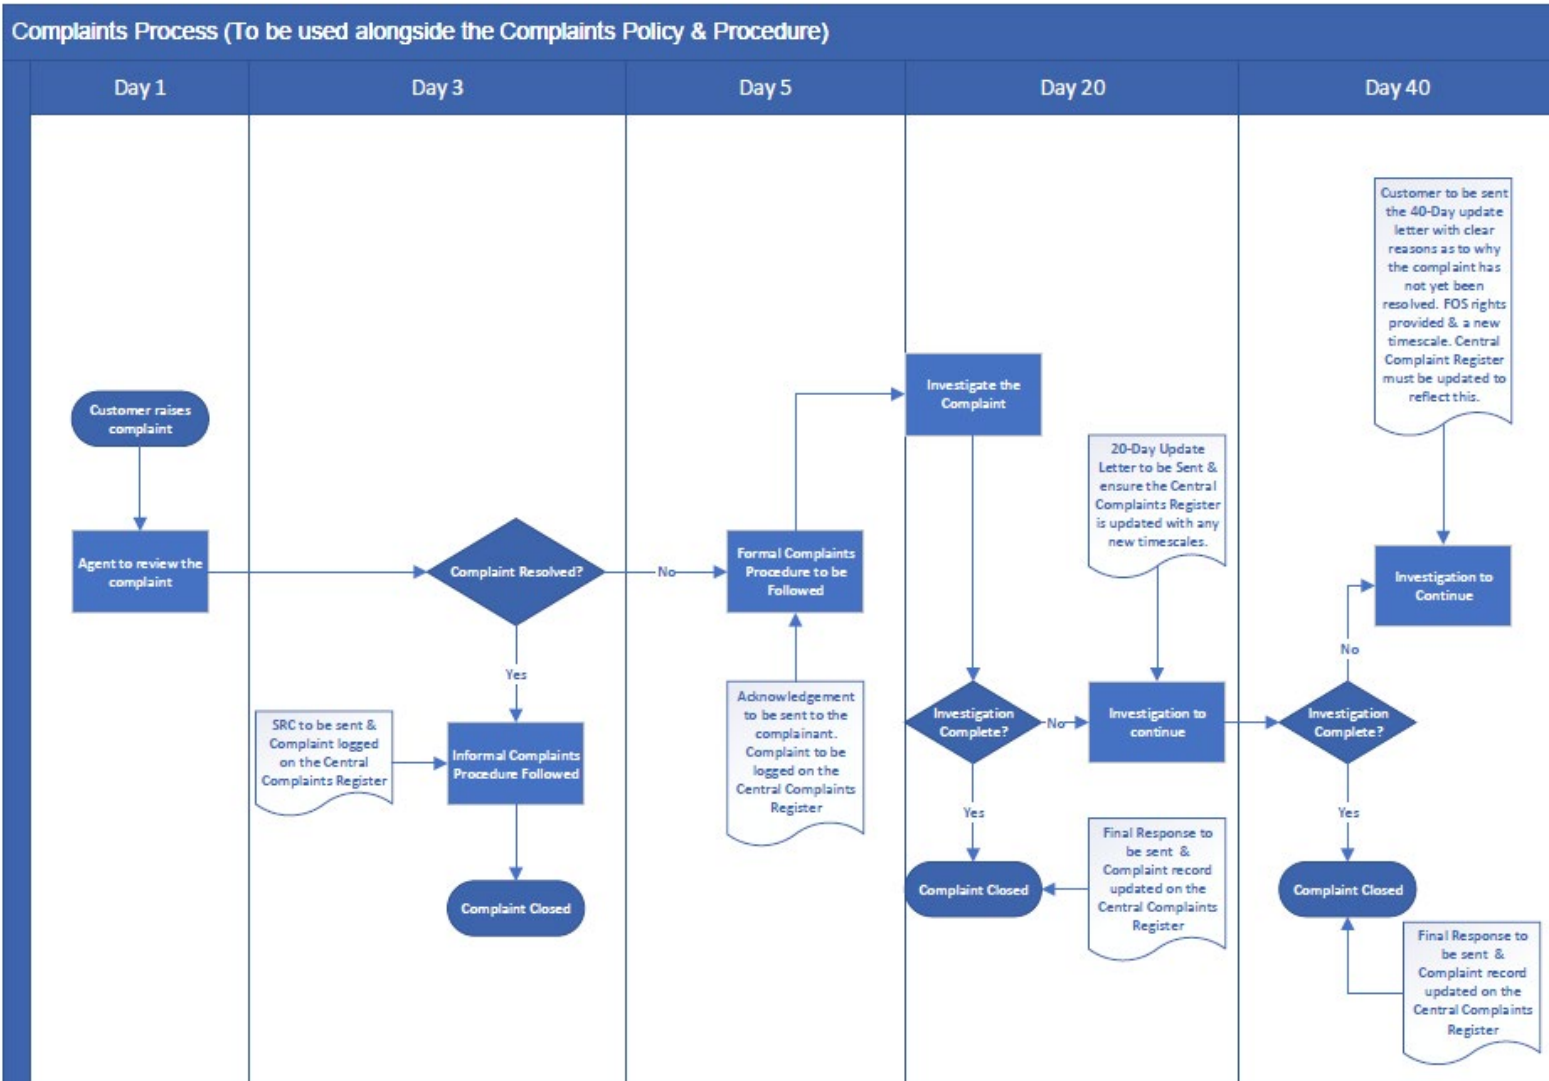 Complaints Process (To be used alongside the Complaints Policy & Procedure)
Day 1
Day 3
Day 5
Day 20
Day 40
Customer raises
complaint
Agent to review the
complaint
Complaint Resolved?
No
Yes
SRC to be sent &
Complaint logged
on the Central
Complaints Register
Informal Complaints
Procedure Followed
Complaint Closed
Formal Complaints
Procedure to be
Followed
Acknowledgement
to be sent to the
complainant.
Complaint to be
logged on the
Central Complaints
Register
Investigate the
Complaint
20-Day Update
Letter to be Sent &
ensure the Central
Complaints Register
is updated with any
new timescales.
Investigation
Complete?
No
Investigation to
continue
Yes
Complaint Closed
Final Response to
be sent &
Complaint record
updated on the
Central Complaints
Register
Customer to be sent
the 40-Day update
letter with clear
reasons as to why
the complaint has
not yet been
resolved. FOS rights
provided & a new
timescale. Central
Complaint Register
must be updated to
reflect this.
Investigation to
Continue
No
Investigation
Complete?
Yes
Complaint Closed
Final Response to
be sent &
Complaint record
updated on the
Central Complaints
Register